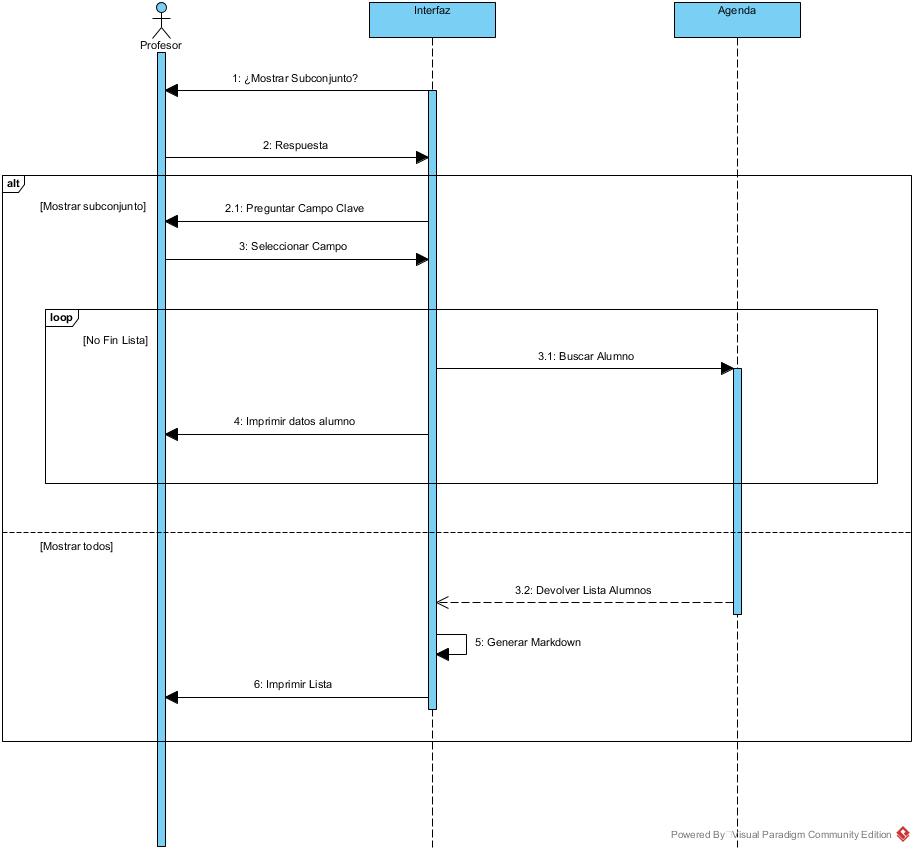 Profesor
Interfaz
Agenda
1: ¿Mostrar Subconjunto?
2: Respuesta
alt
[Mostrar subconjunto]
2.1: Preguntar Campo Clave
3: Seleccionar Campo
loop
[No Fin Lista]
3.1: Buscar Alumno
4: Imprimir datos alumno
[Mostrar todos]
3.2: Devolver Lista Alumnos
5: Generar Markdown
6: Imprimir Lista
Powered By Visual Paradigm Community Edition